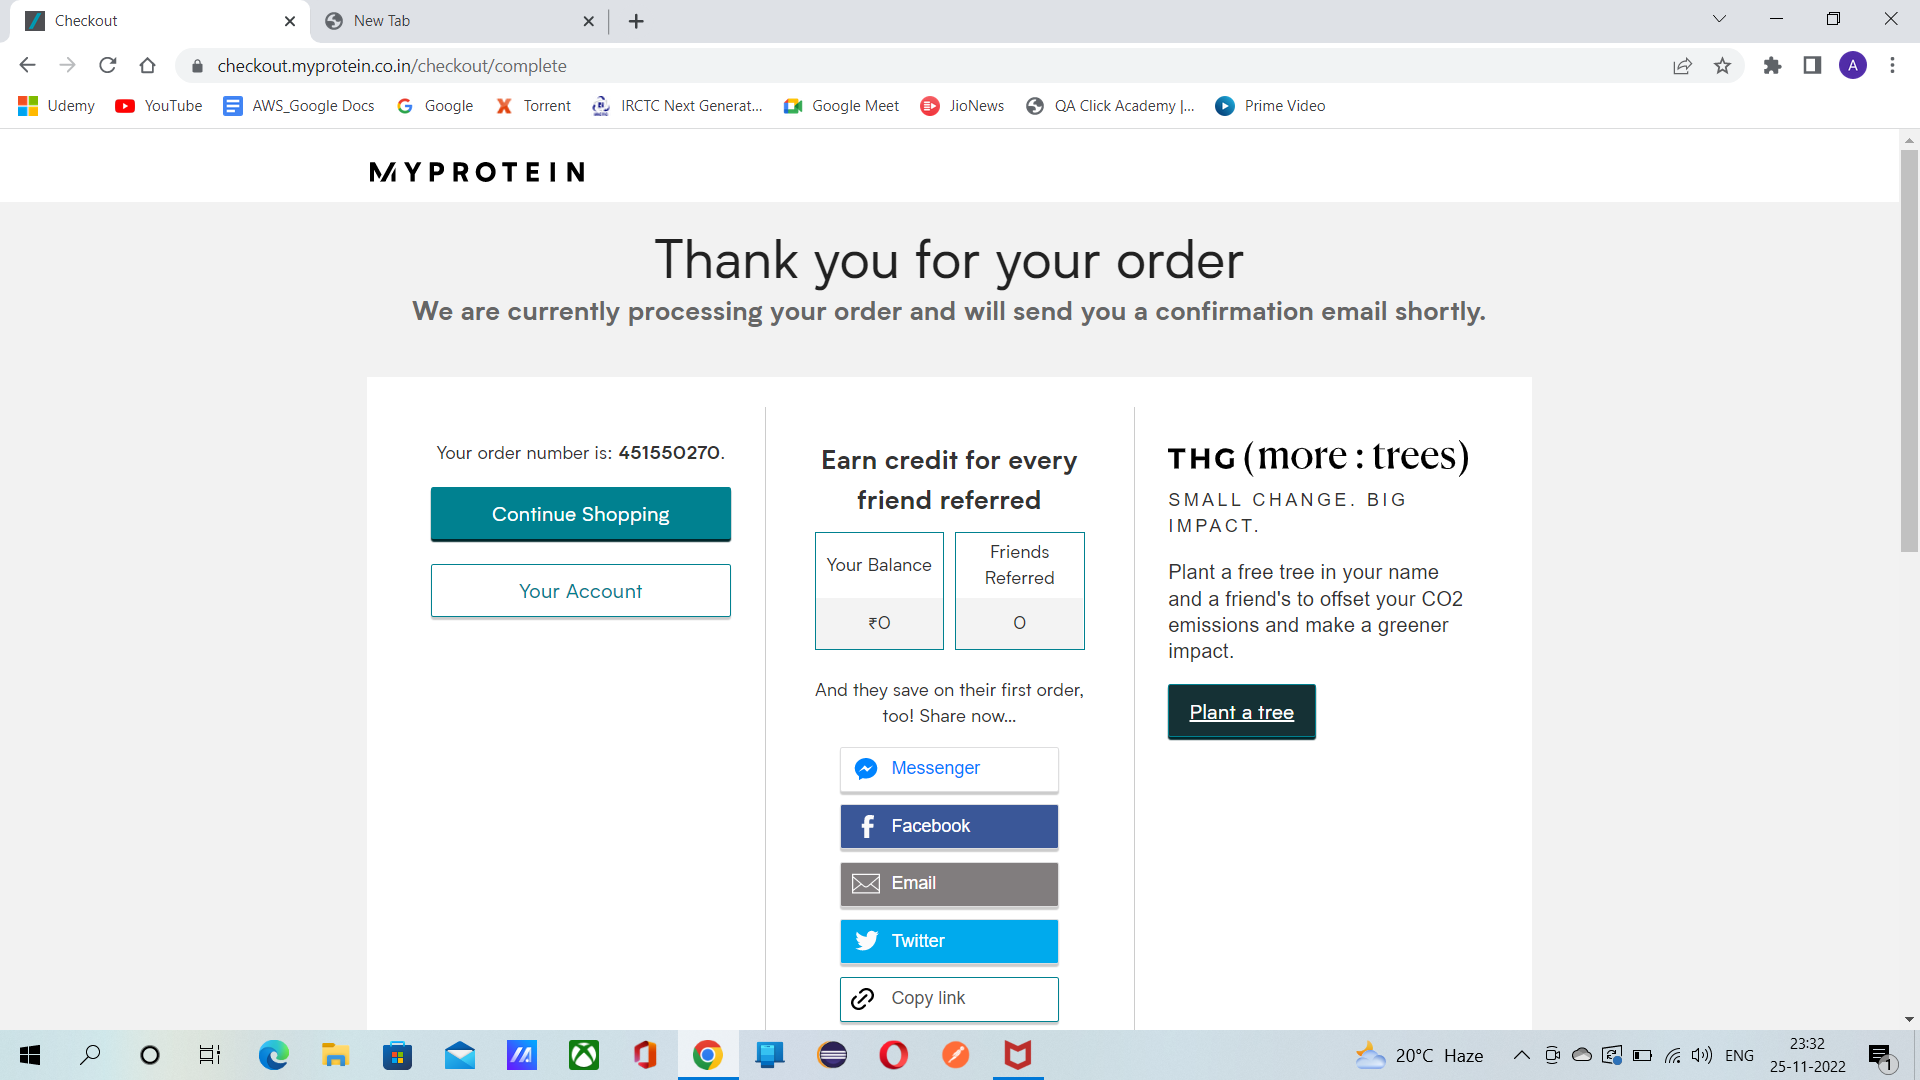 Checkout
New Tab
checkout.myprotein.co.in/checkout/complete
A
Udemy
YouTube
AWS_Google Docs
Google
Torrent
IRCTC Next Generat...
Google Meet
JioNews
QA Click Academy |...
Prime Video
MYPROTEIN
Thank you for your order
We are currently processing your order and will send you a confirmation email shortly.
Your order number is: 451550270.
Continue Shopping
Your Account
Earn credit for every
friend referred
Your Balance
₹0
Friends
Referred
0
And they save on their first order,
too! Share now...
Messenger
Facebook
Email
Twitter
Copy link
THG (more : trees)
SMALL CHANGE. BIG
IMPACT.
Plant a free tree in your name
and a friend's to offset your CO2
emissions and make a greener
impact.
Plant a tree
20°C Haze
ENG
23:32
25-11-2022
1